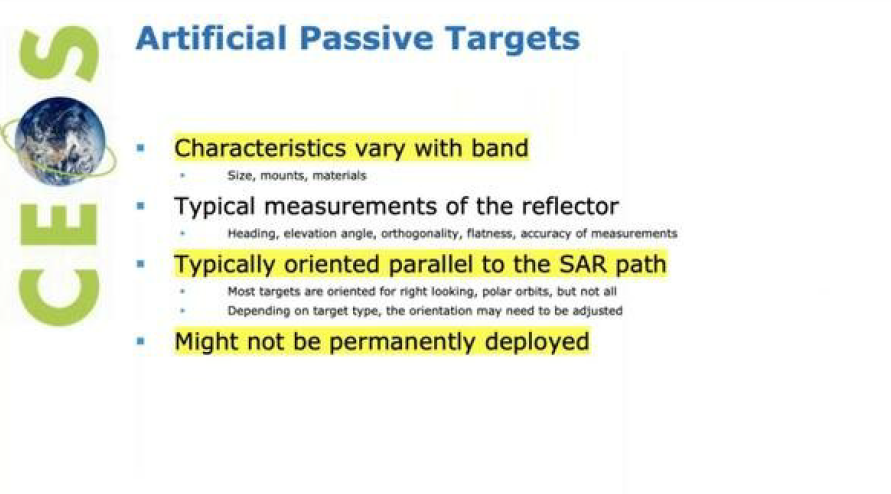 CEOS
Artificial Passive Targets
Characteristics vary with band
Size, mounts, materials
Typical measurements of the reflector
Heading, elevation angle, orthogonality, flatness, accuracy of measurements
Typically oriented parallel to the SAR path
Most targets are oriented for right looking, polar orbits, but not all
Depending on target type, the orientation may need to be adjusted
Might not be permanently deployed